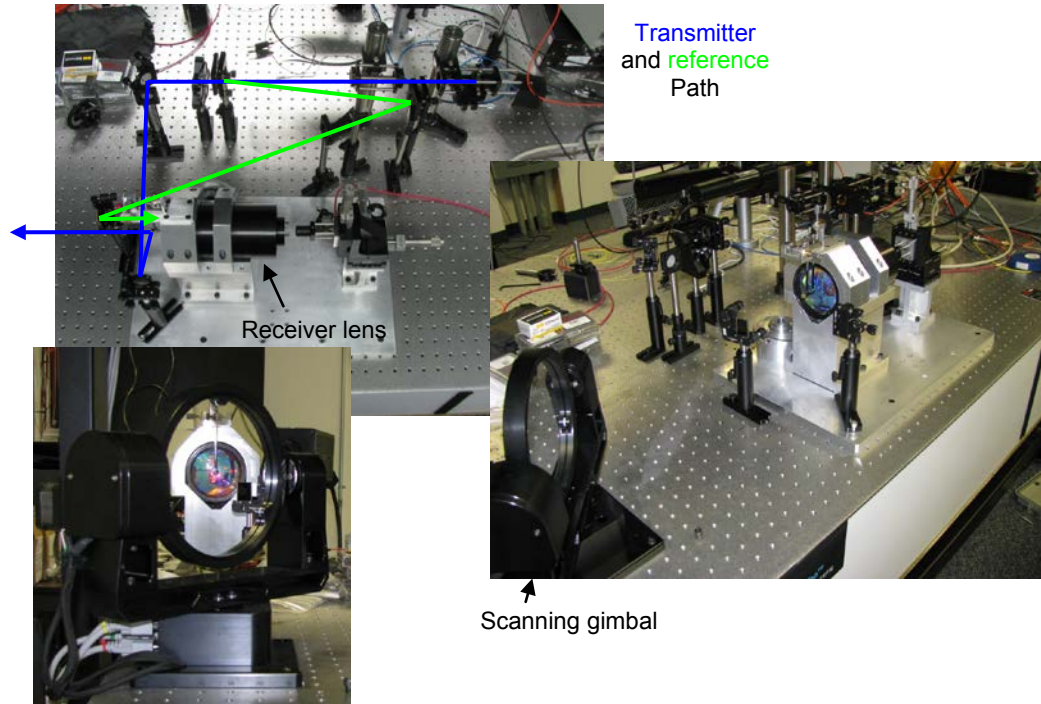 Transmitter
and reference
Path
Receiver lens
Scanning gimbal